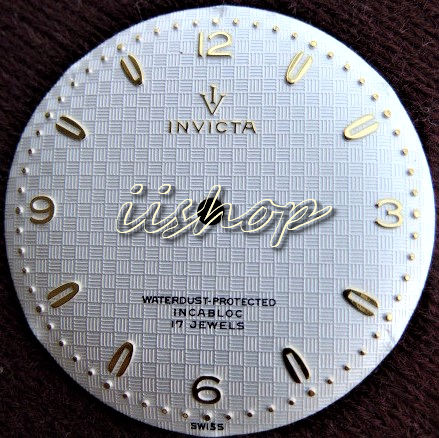 12
INVICTA
9
iishop
3
WATERDUST-PROTECTED
INCABLOC
17 JEWELS
6
SWISS